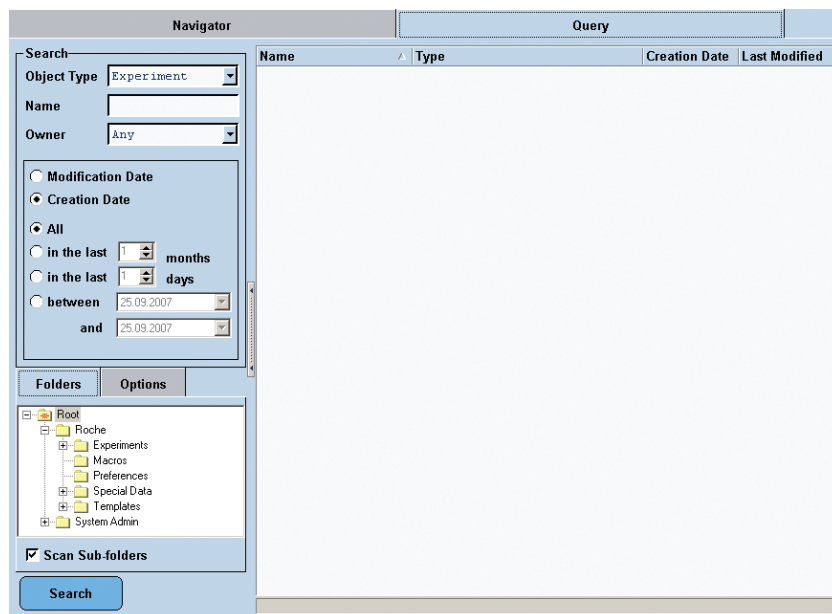 Navigator
Query
Search
Object Type Experiment
Name
Owner Any
Modification Date
Creation Date
All
in the last 1 months
in the last 1 days
between 25.09.2007
and 25.09.2007
Folders Options
Root
Roche
Experiments
Macros
Preferences
Special Data
Templates
System Admin
Scan Sub-folders
Search
Name Type Creation Date Last Modified